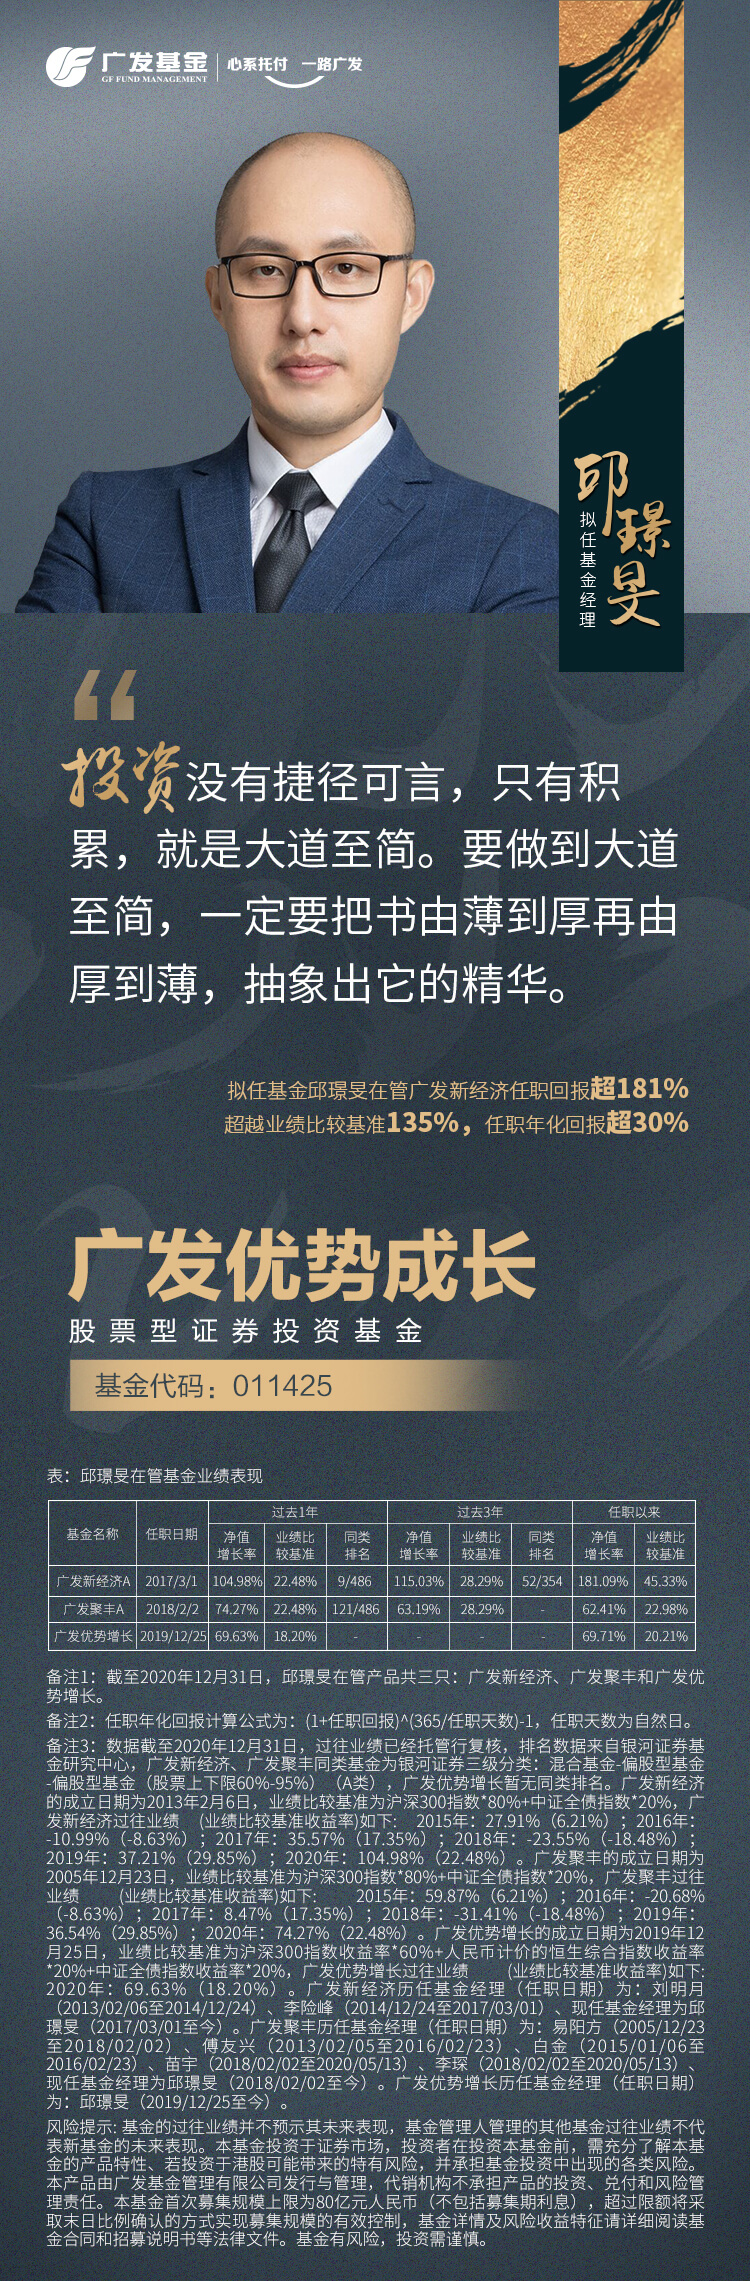 广发基金
GF FUND MANAGEMENT
心系托付 一路广发
邱璟旻
拟任基金经理
“
投资没有捷径可言，只有积
累，就是大道至简。要做到大道
至简，一定要把书由薄到厚再由
厚到薄，抽象出它的精华。
拟任基金邱璟旻在管广发新经济任职回报超181%
超越业绩比较基准135%，任职年化回报超30%
广发优势成长
股票型证券投资基金
基金代码：011425
表：邱璟旻在管基金业绩表现
基金名称 任职日期 过去1年 过去3年 任职以来
净值增长率 业绩比较基准 同类排名 净值增长率 业绩比较基准 同类排名 净值增长率 业绩比较基准
广发新经济A 2017/3/1 104.98% 22.48% 9/486 115.03% 28.29% 52/354 181.09% 45.33%
广发聚丰A 2018/2/2 74.27% 22.48% 121/486 63.19% 28.29% - 62.41% 22.98%
广发优势增长 2019/12/25 69.63% 18.20% - - - - 69.71% 20.21%
备注1：截至2020年12月31日，邱璟旻在管产品共三只：广发新经济、广发聚丰和广发优
势增长。
备注2：任职年化回报计算公式为：(1+任职回报)^(365/任职天数)-1，任职天数为自然日。
备注3：数据截至2020年12月31日，过往业绩已经托管行复核，排名数据来自银河证券基
金研究中心，广发新经济、广发聚丰同类基金为银河证券三级分类：混合基金-偏股型基金
-偏股型基金（股票上下限60%-95%）（A类），广发优势增长暂无同类排名。广发新经济
的成立日期为2013年2月6日，业绩比较基准为沪深300指数*80%+中证全债指数*20%，广
发新经济过往业绩 (业绩比较基准收益率)如下： 2015年：27.91%（6.21%）；2016年：
-10.99%（-8.63%）；2017年：35.57%（17.35%）；2018年：-23.55%（-18.48%）；
2019年：37.21%（29.85%）；2020年：104.98%（22.48%）。广发聚丰的成立日期为
2005年12月23日，业绩比较基准为沪深300指数*80%+中证全债指数*20%，广发聚丰过往
业绩 (业绩比较基准收益率)如下： 2015年：59.87%（6.21%）；2016年：-20.68%
（-8.63%）；2017年：8.47%（17.35%）；2018年：-31.41%（-18.48%）；2019年：
36.54%（29.85%）；2020年：74.27%（22.48%）。广发优势增长的成立日期为2019年12
月25日，业绩比较基准为沪深300指数收益率*60%+人民币计价的恒生综合指数收益率
*20%+中证全债指数收益率*20%，广发优势增长过往业绩 (业绩比较基准收益率)如下:
2020年：69.63%（18.20%）。广发新经济历任基金经理（任职日期）为：刘明月
（2013/02/06至2014/12/24）、李险峰（2014/12/24至2017/03/01）、现任基金经理为邱
璟旻（2017/03/01至今）。广发聚丰历任基金经理（任职日期）为：易阳方（2005/12/23
至2018/02/02）、傅友兴（2013/02/05至2016/02/23）、白金（2015/01/06至
2016/02/23）、苗宇（2018/02/02至2020/05/13）、李琛（2018/02/02至2020/05/13）、
现任基金经理为邱璟旻（2018/02/02至今）。广发优势增长历任基金经理（任职日期）
为：邱璟旻（2019/12/25至今）。
风险提示: 基金的过往业绩并不预示其未来表现，基金管理人管理的其他基金过往业绩不代
表新基金的未来表现。本基金投资于证券市场，投资者在投资本基金前，需充分了解本基
金的产品特性、若投资于港股可能带来的特有风险，并承担基金投资中出现的各类风险。
本产品由广发基金管理有限公司发行与管理，代销机构不承担产品的投资、兑付和风险管
理责任。本基金首次募集规模上限为80亿元人民币（不包括募集期利息），超过限额将采
取末日比例确认的方式实现募集规模的有效控制，基金详情及风险收益特征请详细阅读基
金合同和招募说明书等法律文件。基金有风险，投资需谨慎。